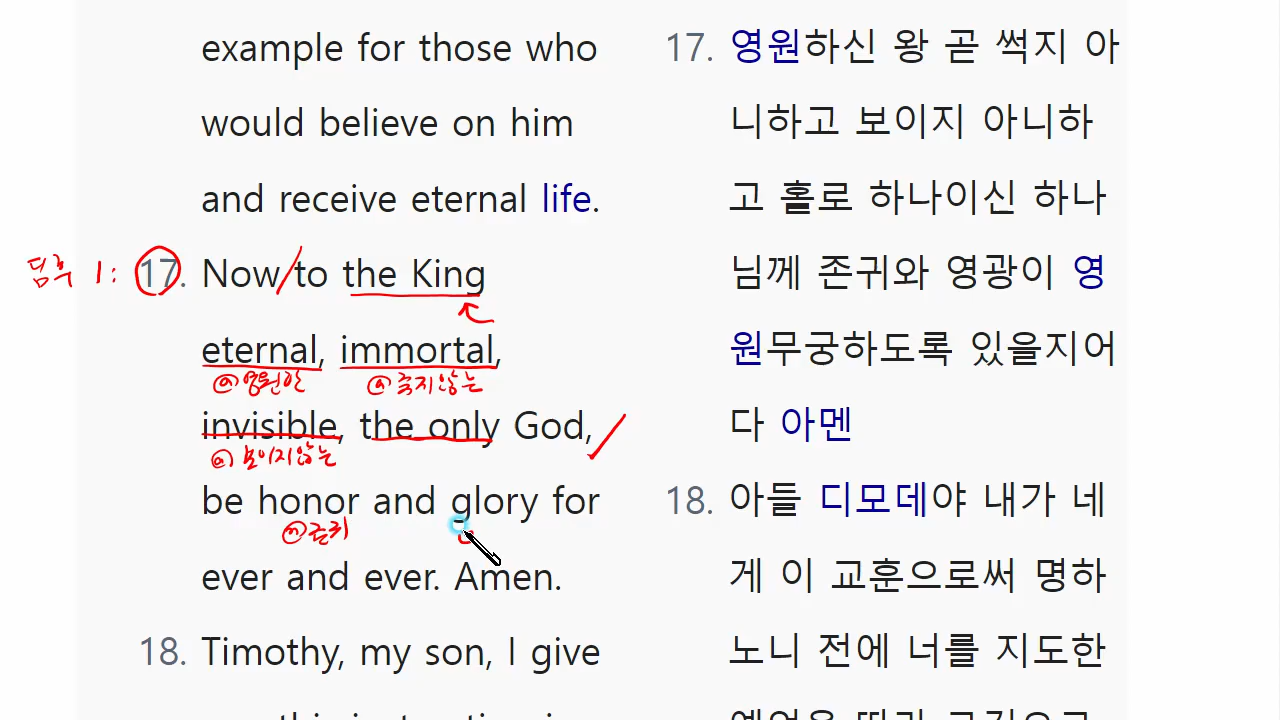 example for those who
would believe on him
and receive eternal life.
딤후 1:
17. Now to the King
eternal, immortal,
ⓐ영원한 ⓐ죽지않는
invisible, the only God,
ⓐ 보이지않는
be honor and glory for
ⓝ존귀
ever and ever. Amen.
18. Timothy, my son, I give
17. 영원하신 왕 곧 썩지 아
니하고 보이지 아니하
고 홀로 하나이신 하나
님께 존귀와 영광이 영
원무궁하도록 있을지어
다 아멘
18. 아들 디모데야 내가 네
게 이 교훈으로써 명하
노니 전에 너를 지도한